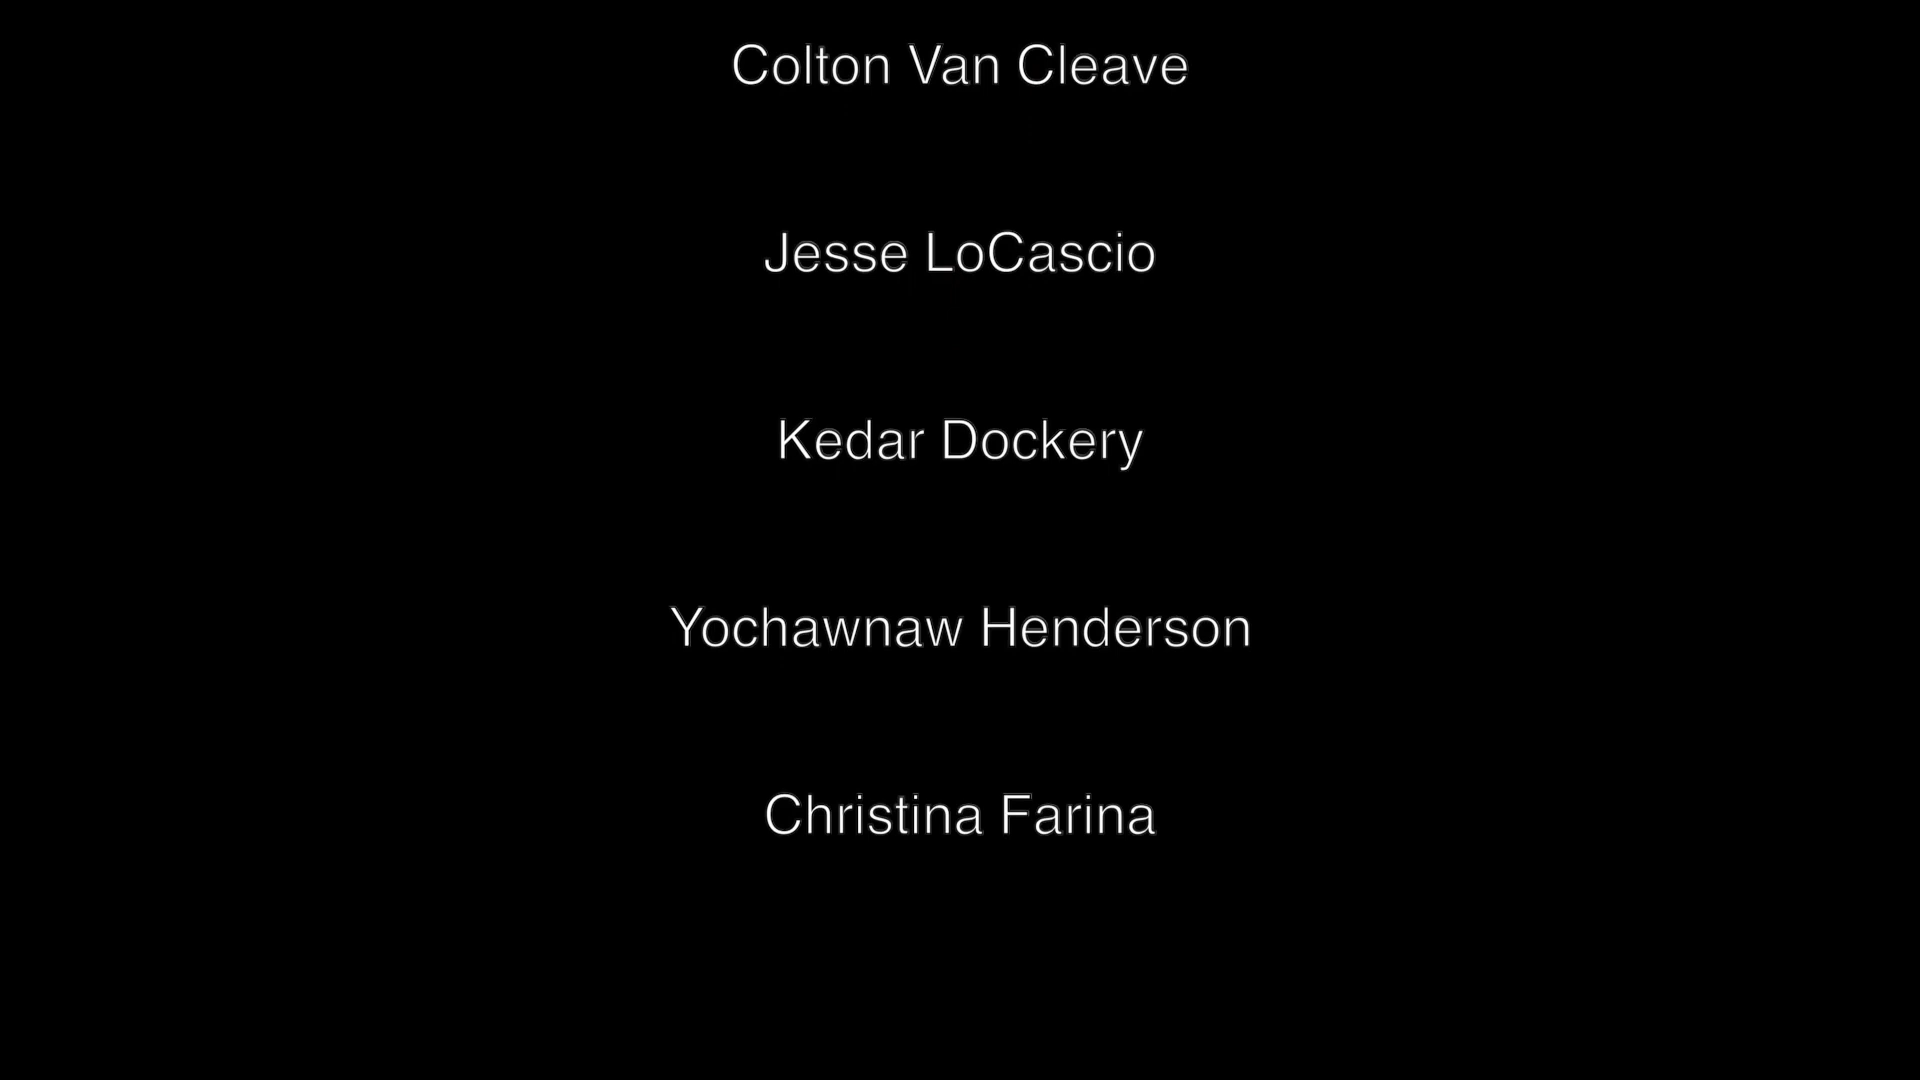 Colton Van Cleave
Jesse LoCascio
Kedar Dockery
Yochawnaw Henderson
Christina Farina